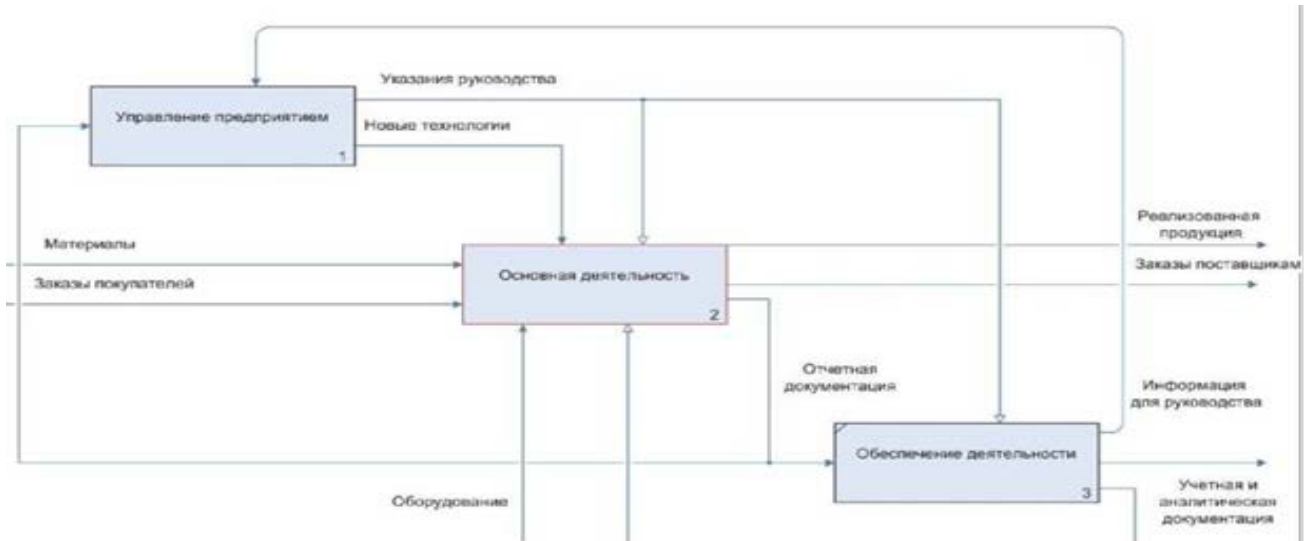 Указания руководства
Управление предприятием
Новые технологии
1
Реализованная
продукция
Материалы
Заказы поставщикам
Основная деятельность
Заказы покупателей
2
Отчетная
документация
Информация
для руководства
Обеспечение деятельности
Оборудование
3
Учетная и
аналитическая
документация